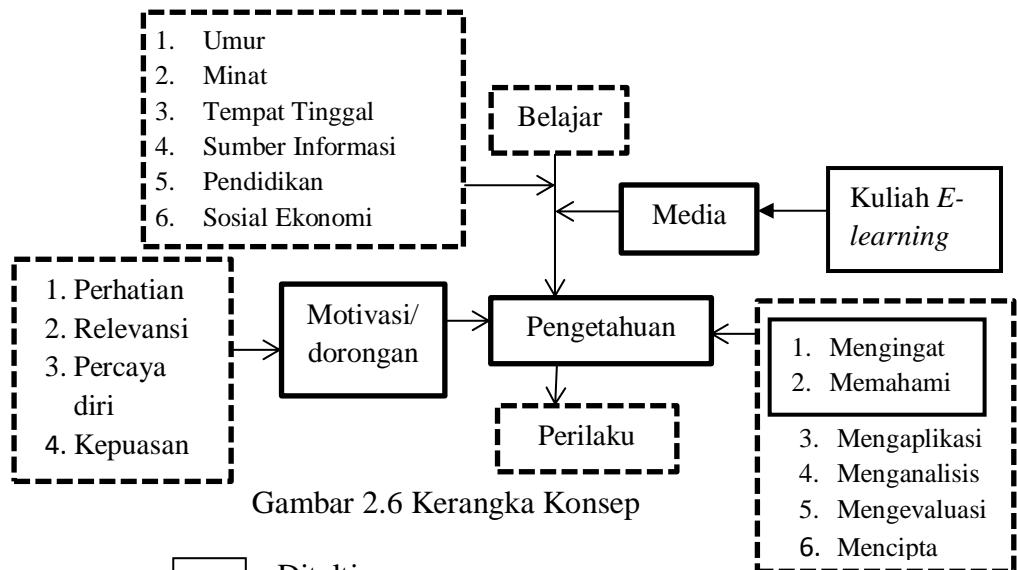 1. Umur
2. Minat
3. Tempat Tinggal
4. Sumber Informasi
5. Pendidikan
6. Sosial Ekonomi
Belajar
Media
Kuliah E-
learning
1. Perhatian
2. Relevansi
3. Percaya
diri
4. Kepuasan
Motivasi/
dorongan
Pengetahuan
1. Mengingat
2. Memahami
3. Mengaplikasi
4. Menganalisis
5. Mengevaluasi
6. Mencipta
Perilaku
Gambar 2.6 Kerangka Konsep